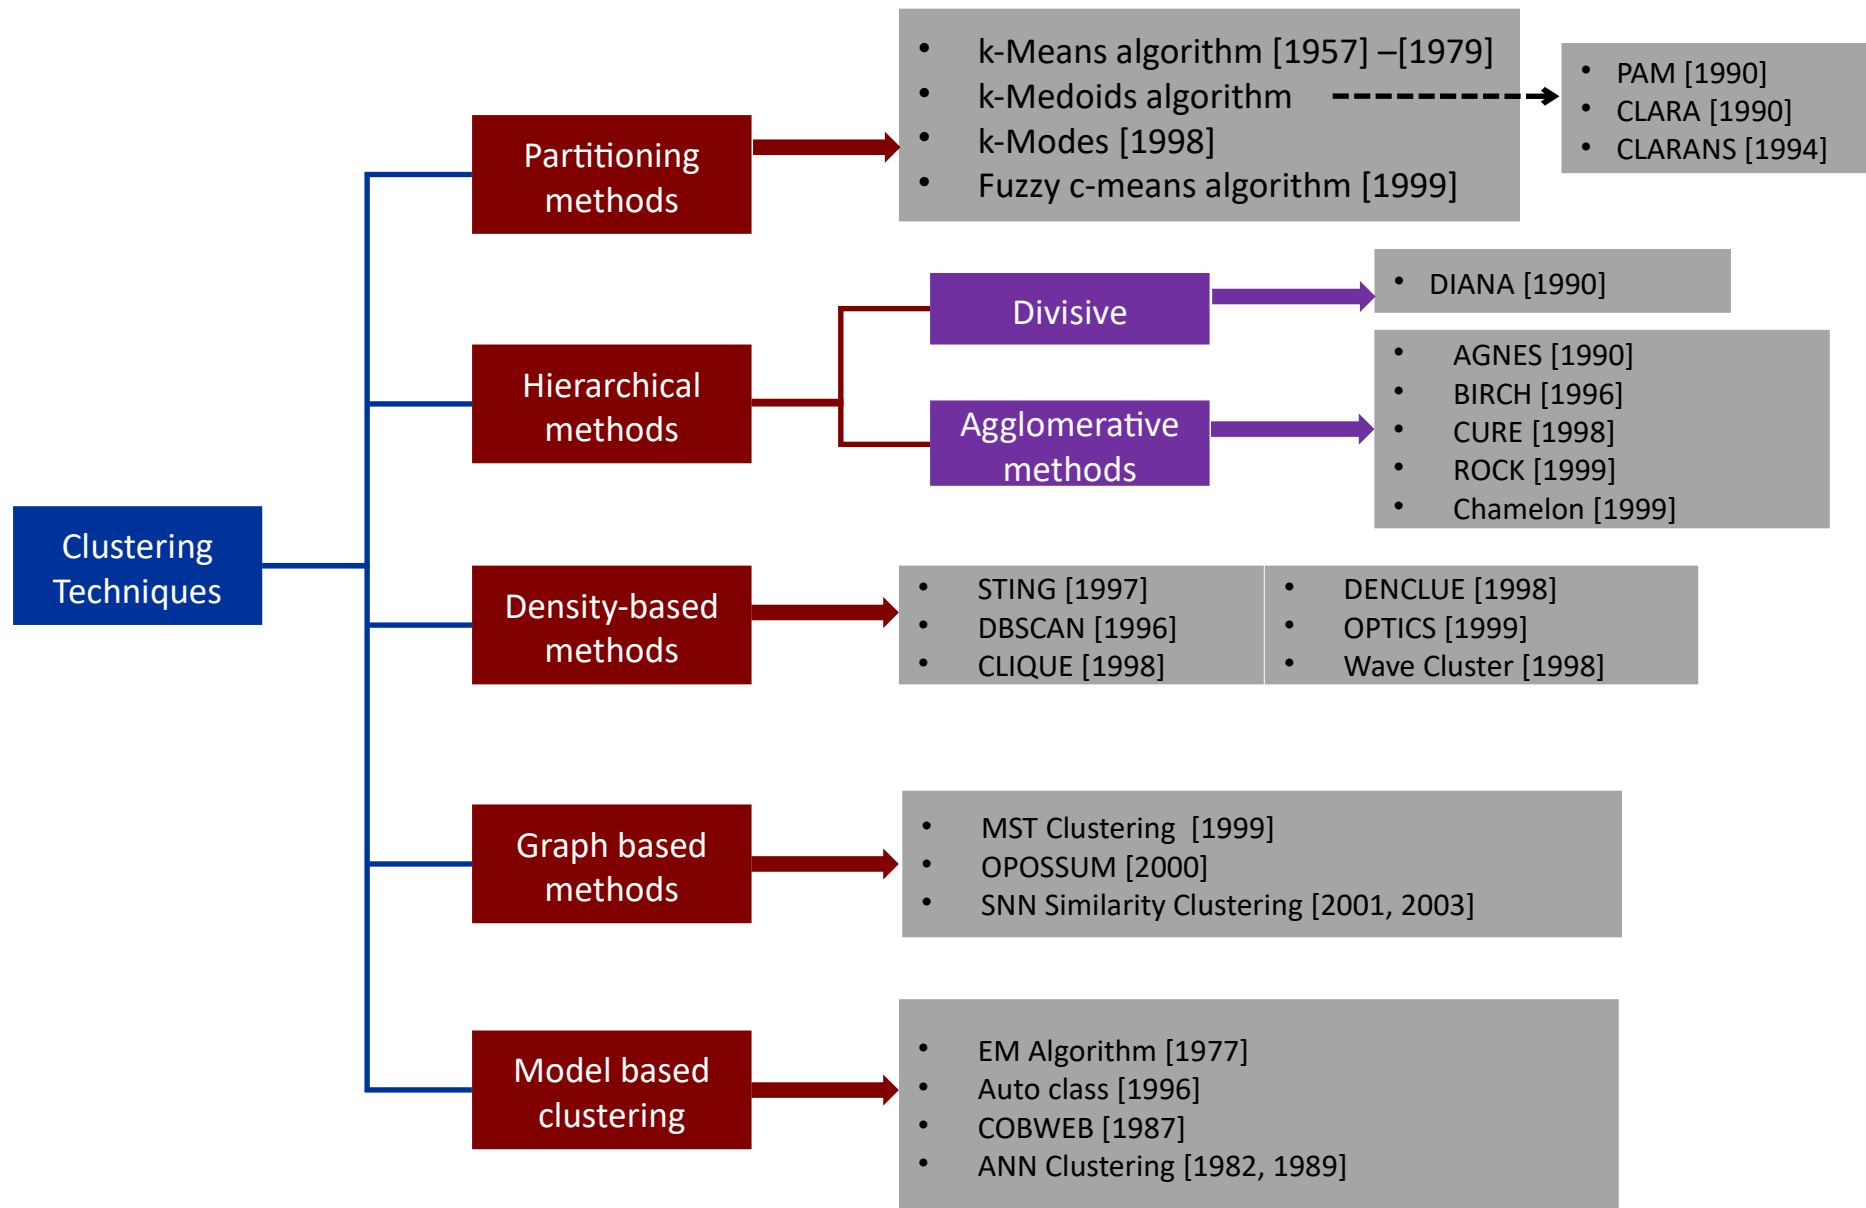 Clustering
Techniques
Partitioning
methods
• k-Means algorithm [1957] –[1979]
• k-Medoids algorithm
• k-Modes [1998]
• Fuzzy c-means algorithm [1999]
• PAM [1990]
• CLARA [1990]
• CLARANS [1994]
Hierarchical
methods
Divisive
• DIANA [1990]
Agglomerative
methods
• AGNES [1990]
• BIRCH [1996]
• CURE [1998]
• ROCK [1999]
• Chamelon [1999]
Density-based
methods
• STING [1997]
• DBSCAN [1996]
• CLIQUE [1998]
• DENCLUE [1998]
• OPTICS [1999]
• Wave Cluster [1998]
Graph based
methods
• MST Clustering [1999]
• OPOSSUM [2000]
• SNN Similarity Clustering [2001, 2003]
Model based
clustering
• EM Algorithm [1977]
• Auto class [1996]
• COBWEB [1987]
• ANN Clustering [1982, 1989]